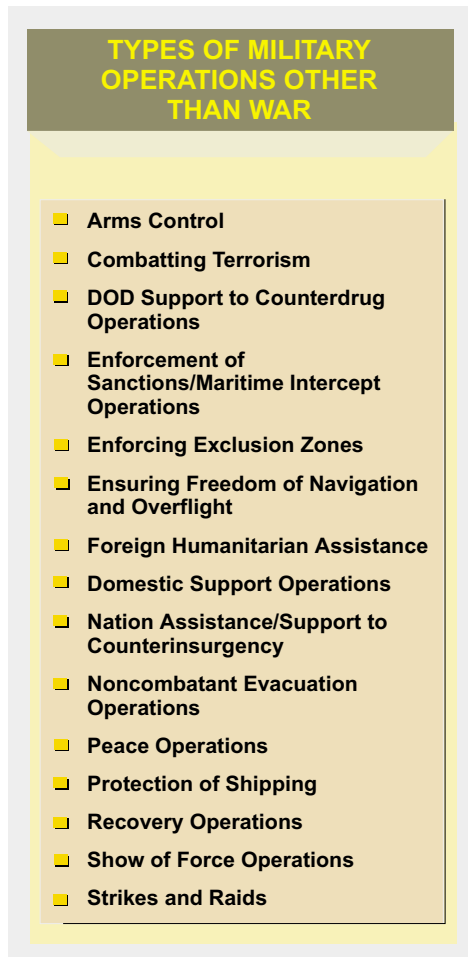 TYPES OF MILITARY
OPERATIONS OTHER
THAN WAR
Arms Control
Combatting Terrorism
DOD Support to Counterdrug
Operations
Enforcement of
Sanctions/Maritime Intercept
Operations
Enforcing Exclusion Zones
Ensuring Freedom of Navigation
and Overflight
Foreign Humanitarian Assistance
Domestic Support Operations
Nation Assistance/Support to
Counterinsurgency
Noncombatant Evacuation
Operations
Peace Operations
Protection of Shipping
Recovery Operations
Show of Force Operations
Strikes and Raids